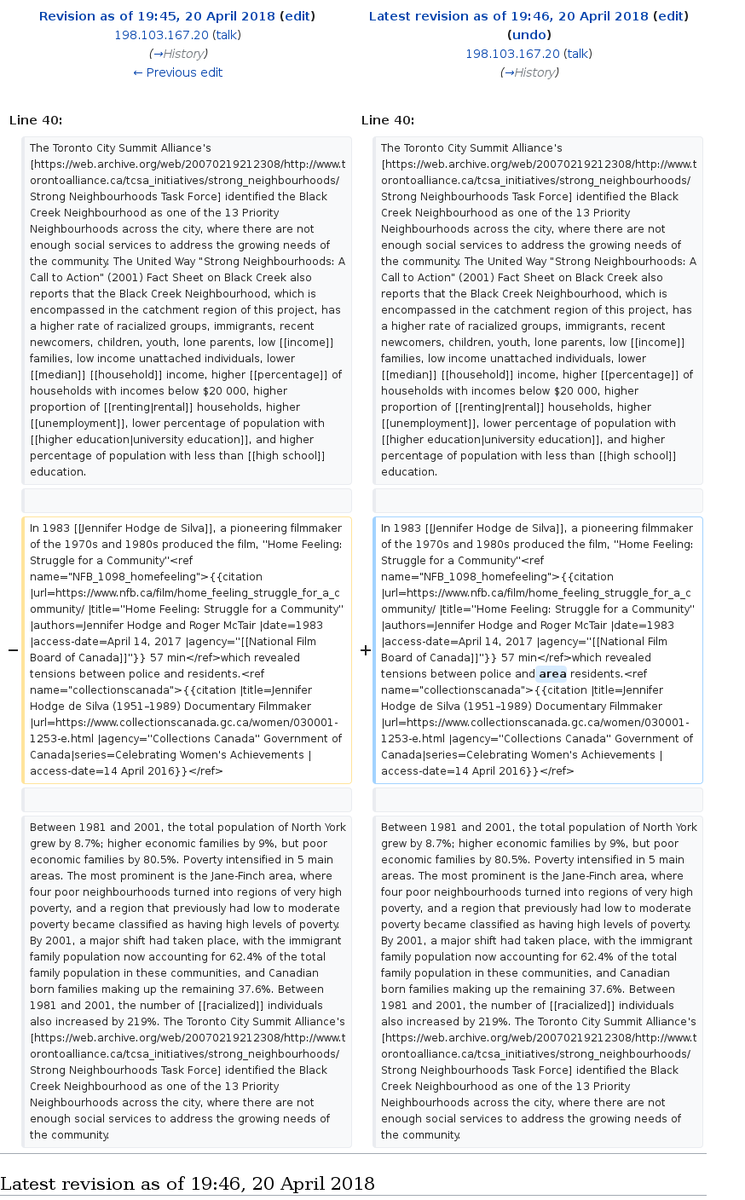 Revision as of 19:45, 20 April 2018 (edit)
198.103.167.20 (talk)
(→History)
← Previous edit
Latest revision as of 19:46, 20 April 2018 (edit)
(undo)
198.103.167.20 (talk)
(→History)
Line 40:
Line 40:
The Toronto City Summit Alliance's
[https://web.archive.org/web/20070219212308/http://www.t
orontoalliance.ca/tcsa_initiatives/strong_neighbourhoods/
Strong Neighbourhoods Task Force] identified the Black
Creek Neighbourhood as one of the 13 Priority
Neighbourhoods across the city, where there are not
enough social services to address the growing needs of
the community. The United Way "Strong Neighbourhoods: A
Call to Action" (2001) Fact Sheet on Black Creek also
reports that the Black Creek Neighbourhood, which is
encompassed in the catchment region of this project, has
a higher rate of racialized groups, immigrants, recent
newcomers, children, youth, lone parents, low [[income]]
families, low income unattached individuals, lower
[[median]] [[household]] income, higher [[percentage]] of
households with incomes below $20 000, higher
proportion of [[renting|rental]] households, higher
[[unemployment]], lower percentage of population with
[[higher education|university education]], and higher
percentage of population with less than [[high school]]
education.
The Toronto City Summit Alliance's
[https://web.archive.org/web/20070219212308/http://www.t
orontoalliance.ca/tcsa_initiatives/strong_neighbourhoods/
Strong Neighbourhoods Task Force] identified the Black
Creek Neighbourhood as one of the 13 Priority
Neighbourhoods across the city, where there are not
enough social services to address the growing needs of
the community. The United Way "Strong Neighbourhoods: A
Call to Action" (2001) Fact Sheet on Black Creek also
reports that the Black Creek Neighbourhood, which is
encompassed in the catchment region of this project, has
a higher rate of racialized groups, immigrants, recent
newcomers, children, youth, lone parents, low [[income]]
families, low income unattached individuals, lower
[[median]] [[household]] income, higher [[percentage]] of
households with incomes below $20 000, higher
proportion of [[renting|rental]] households, higher
[[unemployment]], lower percentage of population with
[[higher education|university education]], and higher
percentage of population with less than [[high school]]
education.
−
In 1983 [[Jennifer Hodge de Silva]], a pioneering filmmaker
of the 1970s and 1980s produced the film, ''Home Feeling:
Struggle for a Community''<ref
name="NFB_1098_homefeeling">{{citation
|url=https://www.nfb.ca/film/home_feeling_struggle_for_a_c
ommunity/ |title=''Home Feeling: Struggle for a Community''
|authors=Jennifer Hodge and Roger McTair |date=1983
|access-date=April 14, 2017 |agency=''[[National Film
Board of Canada]]''}} 57 min</ref>which revealed
tensions between police and residents.<ref
name="collectionscanada">{{citation |title=Jennifer
Hodge de Silva (1951–1989) Documentary Filmmaker
|url=https://www.collectionscanada.gc.ca/women/030001-
1253-e.html |agency=''Collections Canada'' Government of
Canada|series=Celebrating Women's Achievements |
access-date=14 April 2016}}</ref>
+
In 1983 [[Jennifer Hodge de Silva]], a pioneering filmmaker
of the 1970s and 1980s produced the film, ''Home Feeling:
Struggle for a Community''<ref
name="NFB_1098_homefeeling">{{citation
|url=https://www.nfb.ca/film/home_feeling_struggle_for_a_c
ommunity/ |title=''Home Feeling: Struggle for a Community''
|authors=Jennifer Hodge and Roger McTair |date=1983
|access-date=April 14, 2017 |agency=''[[National Film
Board of Canada]]''}} 57 min</ref>which revealed
tensions between police and area residents.<ref
name="collectionscanada">{{citation |title=Jennifer
Hodge de Silva (1951–1989) Documentary Filmmaker
|url=https://www.collectionscanada.gc.ca/women/030001-
1253-e.html |agency=''Collections Canada'' Government of
Canada|series=Celebrating Women's Achievements |
access-date=14 April 2016}}</ref>
Between 1981 and 2001, the total population of North York
grew by 8.7%; higher economic families by 9%, but poor
economic families by 80.5%. Poverty intensified in 5 main
areas. The most prominent is the Jane-Finch area, where
four poor neighbourhoods turned into regions of very high
poverty, and a region that previously had low to moderate
poverty became classified as having high levels of poverty.
By 2001, a major shift had taken place, with the immigrant
family population now accounting for 62.4% of the total
family population in these communities, and Canadian
born families making up the remaining 37.6%. Between
1981 and 2001, the number of [[racialized]] individuals
also increased by 219%. The Toronto City Summit Alliance's
[https://web.archive.org/web/20070219212308/http://www.t
orontoalliance.ca/tcsa_initiatives/strong_neighbourhoods/
Strong Neighbourhoods Task Force] identified the Black
Creek Neighbourhood as one of the 13 Priority
Neighbourhoods across the city, where there are not
enough social services to address the growing needs of
the community.
Between 1981 and 2001, the total population of North York
grew by 8.7%; higher economic families by 9%, but poor
economic families by 80.5%. Poverty intensified in 5 main
areas. The most prominent is the Jane-Finch area, where
four poor neighbourhoods turned into regions of very high
poverty, and a region that previously had low to moderate
poverty became classified as having high levels of poverty.
By 2001, a major shift had taken place, with the immigrant
family population now accounting for 62.4% of the total
family population in these communities, and Canadian
born families making up the remaining 37.6%. Between
1981 and 2001, the number of [[racialized]] individuals
also increased by 219%. The Toronto City Summit Alliance's
[https://web.archive.org/web/20070219212308/http://www.t
orontoalliance.ca/tcsa_initiatives/strong_neighbourhoods/
Strong Neighbourhoods Task Force] identified the Black
Creek Neighbourhood as one of the 13 Priority
Neighbourhoods across the city, where there are not
enough social services to address the growing needs of
the community.
Latest revision as of 19:46, 20 April 2018